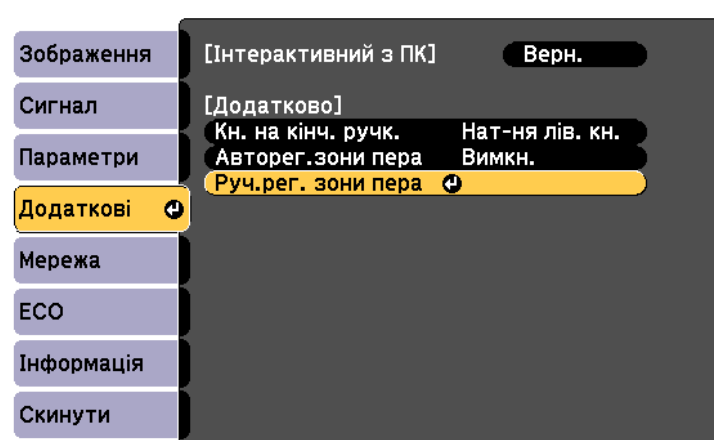 Зображення
Сигнал
Параметри
Додаткові
Мережа
ECO
Інформація
Скинути
[Інтерактивний з ПК] Верн.
[Додатково]
Кн. на кінч. ручк. Нат-ня лів. кн.
Авторег.зони пера Вимкн.
Руч.рег. зони пера